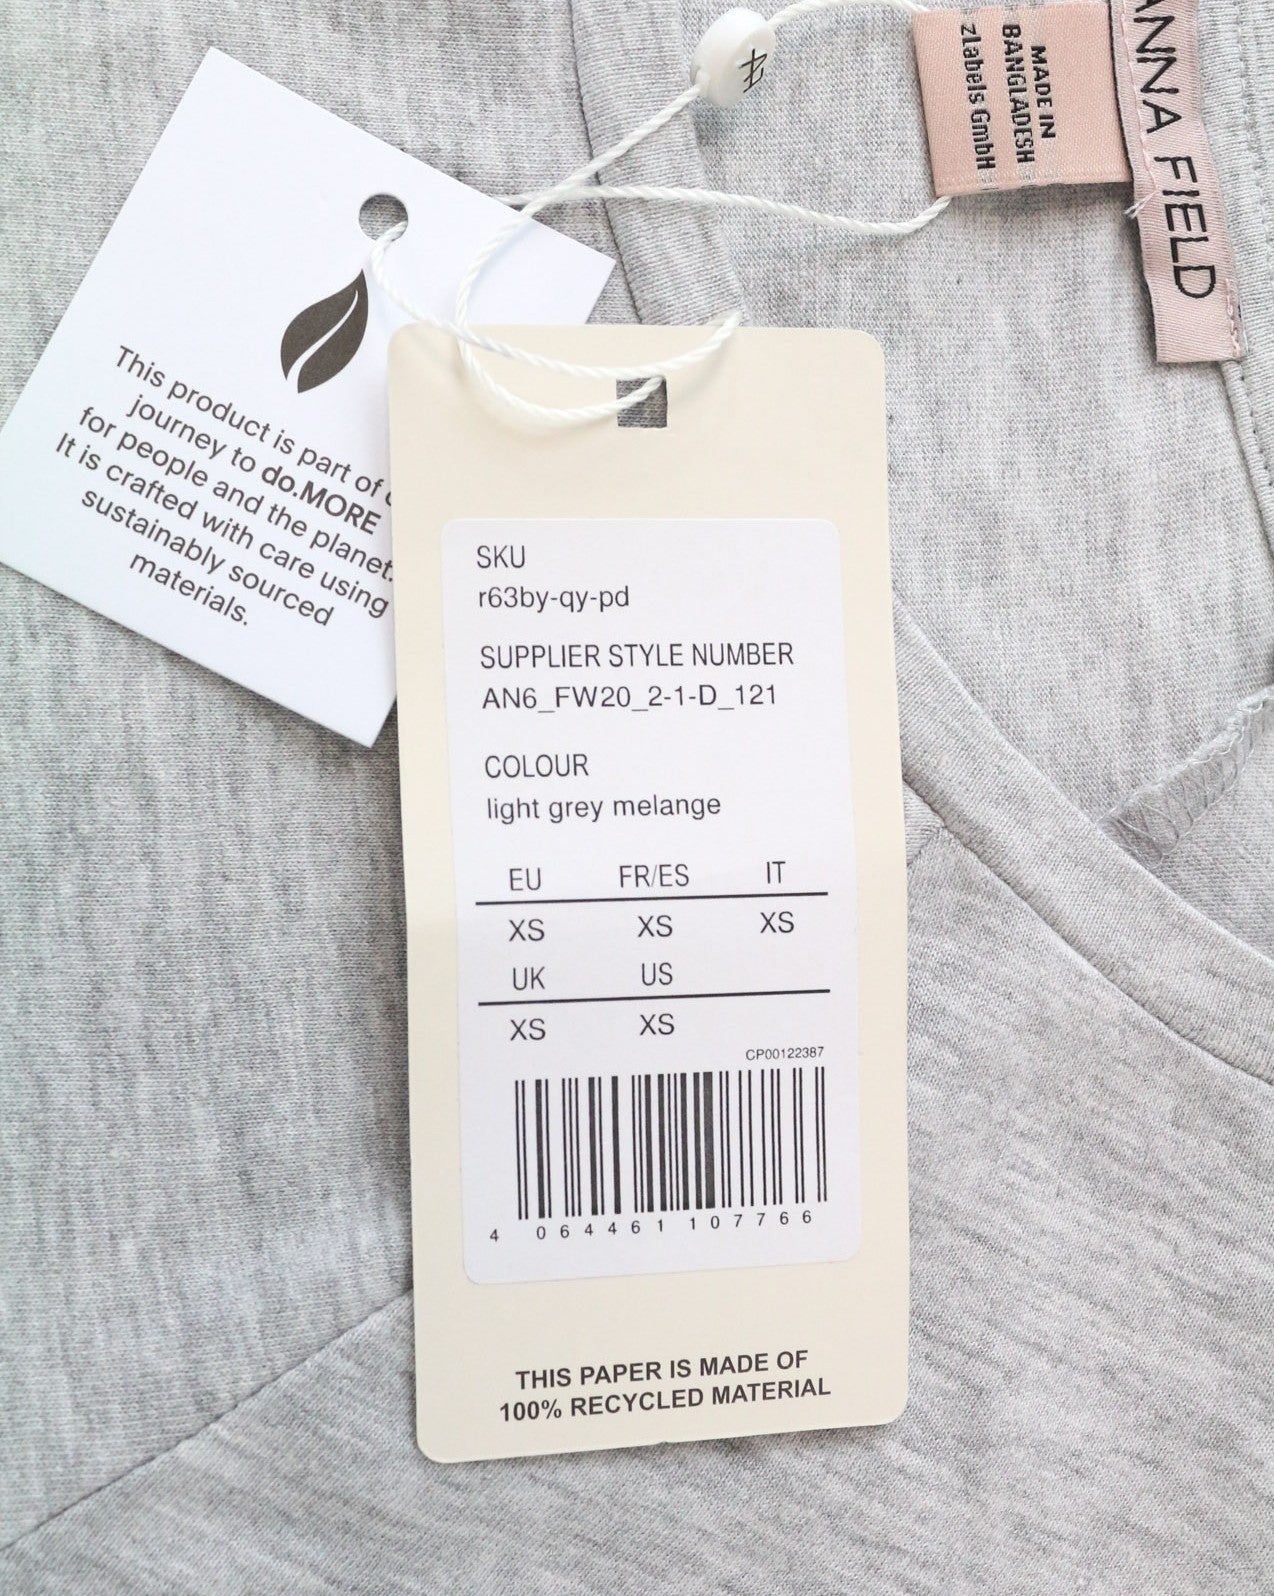 MADE IN
BANGLADESH
zLabels GmbH
ANNA FIELD
This product is part of
journey to do.MORE
for people and the planet.
It is crafted with care using
sustainably sourced
materials.
SKU
r63by-qy-pd
SUPPLIER STYLE NUMBER
AN6_FW20_2-1-D_121
COLOUR
light grey melange
EU FR/ES IT
XS XS XS
UK US
XS XS
CP00122387
4 064461 107766
THIS PAPER IS MADE OF
100% RECYCLED MATERIAL